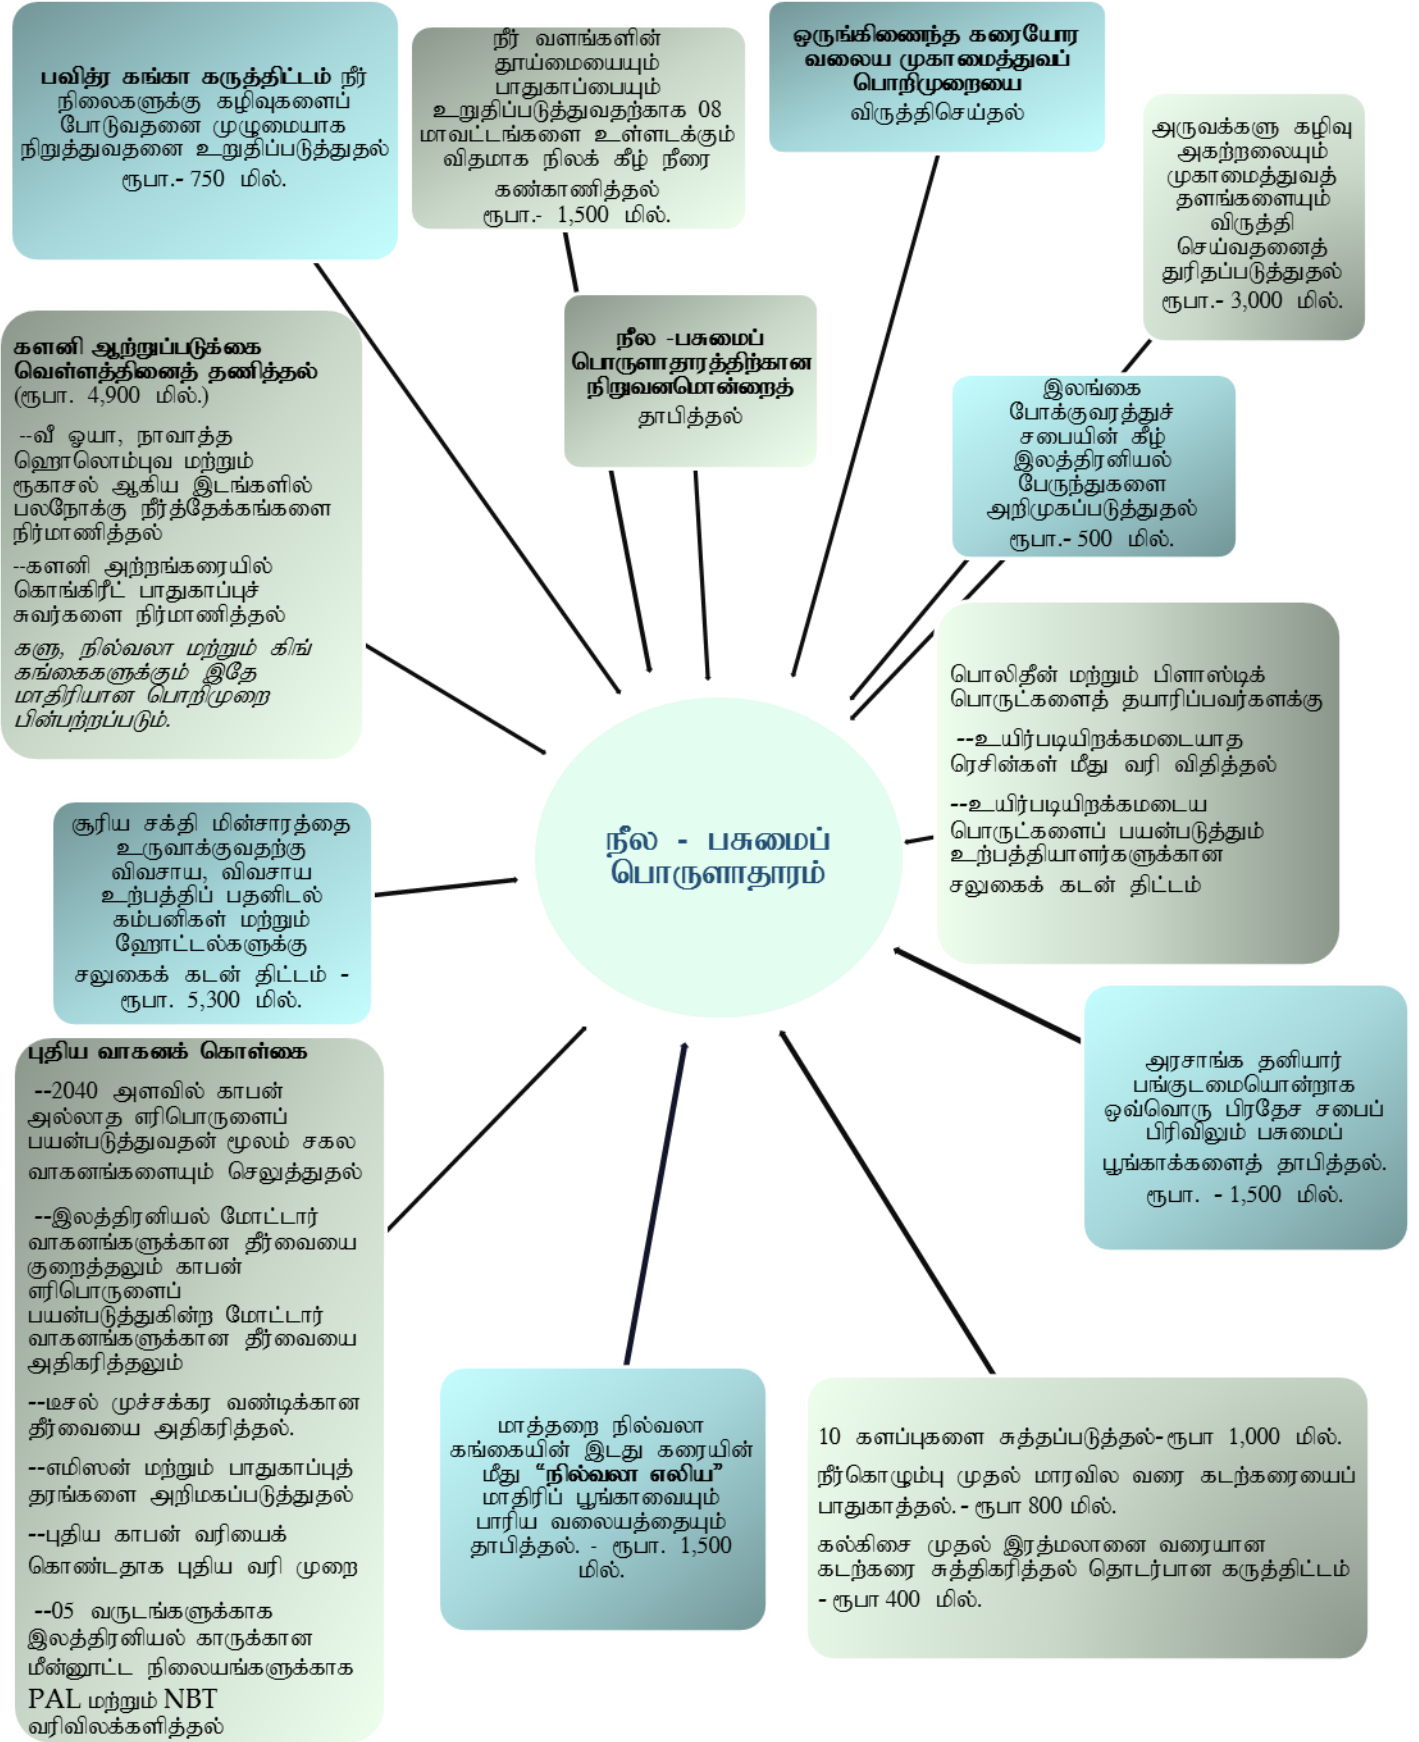 பவித்ர கங்கா கருத்திட்டம் நீர்
நிலைகளுக்கு கழிவுகளைப்
போடுவதனை முழுமையாக
நிறுத்துவதனை உறுதிப்படுத்துதல்
ரூபா.- 750 மில்.
நீர் வளங்களின்
தூய்மையையும்
பாதுகாப்பையும்
உறுதிப்படுத்துவதற்காக 08
மாவட்டங்களை உள்ளடக்கும்
விதமாக நிலக் கீழ் நீரை
கண்காணித்தல்
ரூபா.- 1,500 மில்.
ஒருங்கிணைந்த கரையோர
வலைய முகாமைத்துவப்
பொறிமுறையை
விருத்திசெய்தல்
அருவக்களு கழிவு
அகற்றலையும்
முகாமைத்துவத்
தளங்களையும்
விருத்தி
செய்வதனைத்
துரிதப்படுத்துதல்
ரூபா.- 3,000 மில்.
நீல -பசுமைப்
பொருளாதாரத்திற்கான
நிறுவனமொன்றைத்
தாபித்தல்
களனி ஆற்றுப்படுக்கை
வெள்ளத்தினைத் தணித்தல்
(ரூபா. 4,900 மில்.)
--வீ ஓயா, நாவாத்த
ஹொலொம்புவ மற்றும்
ரூகாசல் ஆகிய இடங்களில்
பலநோக்கு நீர்த்தேக்கங்களை
நிர்மாணித்தல்
--களனி அற்றங்கரையில்
கொங்கிரீட் பாதுகாப்புச்
சுவர்களை நிர்மாணித்தல்
களு, நில்வலா மற்றும் கிங்
கங்கைகளுக்கும் இதே
மாதிரியான பொறிமுறை
பின்பற்றப்படும்.
இலங்கை
போக்குவரத்துச்
சபையின் கீழ்
இலத்திரனியல்
பேருந்துகளை
அறிமுகப்படுத்துதல்
ரூபா.- 500 மில்.
பொலிதீன் மற்றும் பிளாஸ்டிக்
பொருட்களைத் தயாரிப்பவர்களக்கு
--உயிர்படியிறக்கமடையாத
ரெசின்கள் மீது வரி விதித்தல்
--உயிர்படியிறக்கமடைய
பொருட்களைப் பயன்படுத்தும்
உற்பத்தியாளர்களுக்கான
சலுகைக் கடன் திட்டம்
நீல - பசுமைப்
பொருளாதாரம்
சூரிய சக்தி மின்சாரத்தை
உருவாக்குவதற்கு
விவசாய, விவசாய
உற்பத்திப் பதனிடல்
கம்பனிகள் மற்றும்
ஹோட்டல்களுக்கு
சலுகைக் கடன் திட்டம் -
ரூபா. 5,300 மில்.
அரசாங்க தனியார்
பங்குடமையொன்றாக
ஒவ்வொரு பிரதேச சபைப்
பிரிவிலும் பசுமைப்
பூங்காக்களைத் தாபித்தல்.
ரூபா. - 1,500 மில்.
புதிய வாகனக் கொள்கை
--2040 அளவில் காபன்
அல்லாத எரிபொருளைப்
பயன்படுத்துவதன் மூலம் சகல
வாகனங்களையும் செலுத்துதல்
--இலத்திரனியல் மோட்டார்
வாகனங்களுக்கான தீர்வையை
குறைத்தலும் காபன்
எரிபொருளைப்
பயன்படுத்துகின்ற மோட்டார்
வாகனங்களுக்கான தீர்வையை
அதிகரித்தலும்
--டீசல் முச்சக்கர வண்டிக்கான
தீர்வையை அதிகரித்தல்.
--எமிஸன் மற்றும் பாதுகாப்புத்
தரங்களை அறிமகப்படுத்துதல்
--புதிய காபன் வரியைக்
கொண்டதாக புதிய வரி முறை
--05 வருடங்களுக்காக
இலத்திரனியல் காருக்கான
மீன்னூட்ட நிலையங்களுக்காக
PAL மற்றும் NBT
வரிவிலக்களித்தல்
மாத்தறை நில்வலா
கங்கையின் இடது கரையின்
மீது “நில்வலா எலிய”
மாதிரிப் பூங்காவையும்
பாரிய வலையத்தையும்
தாபித்தல். - ரூபா. 1,500
மில்.
10 களப்புகளை சுத்தப்படுத்தல்-ரூபா 1,000 மில்.
நீர்கொழும்பு முதல் மாரவில வரை கடற்கரையைப்
பாதுகாத்தல். - ரூபா 800 மில்.
கல்கிசை முதல் இரத்மலானை வரையான
கடற்கரை சுத்திகரித்தல் தொடர்பான கருத்திட்டம்
- ரூபா 400 மில்.